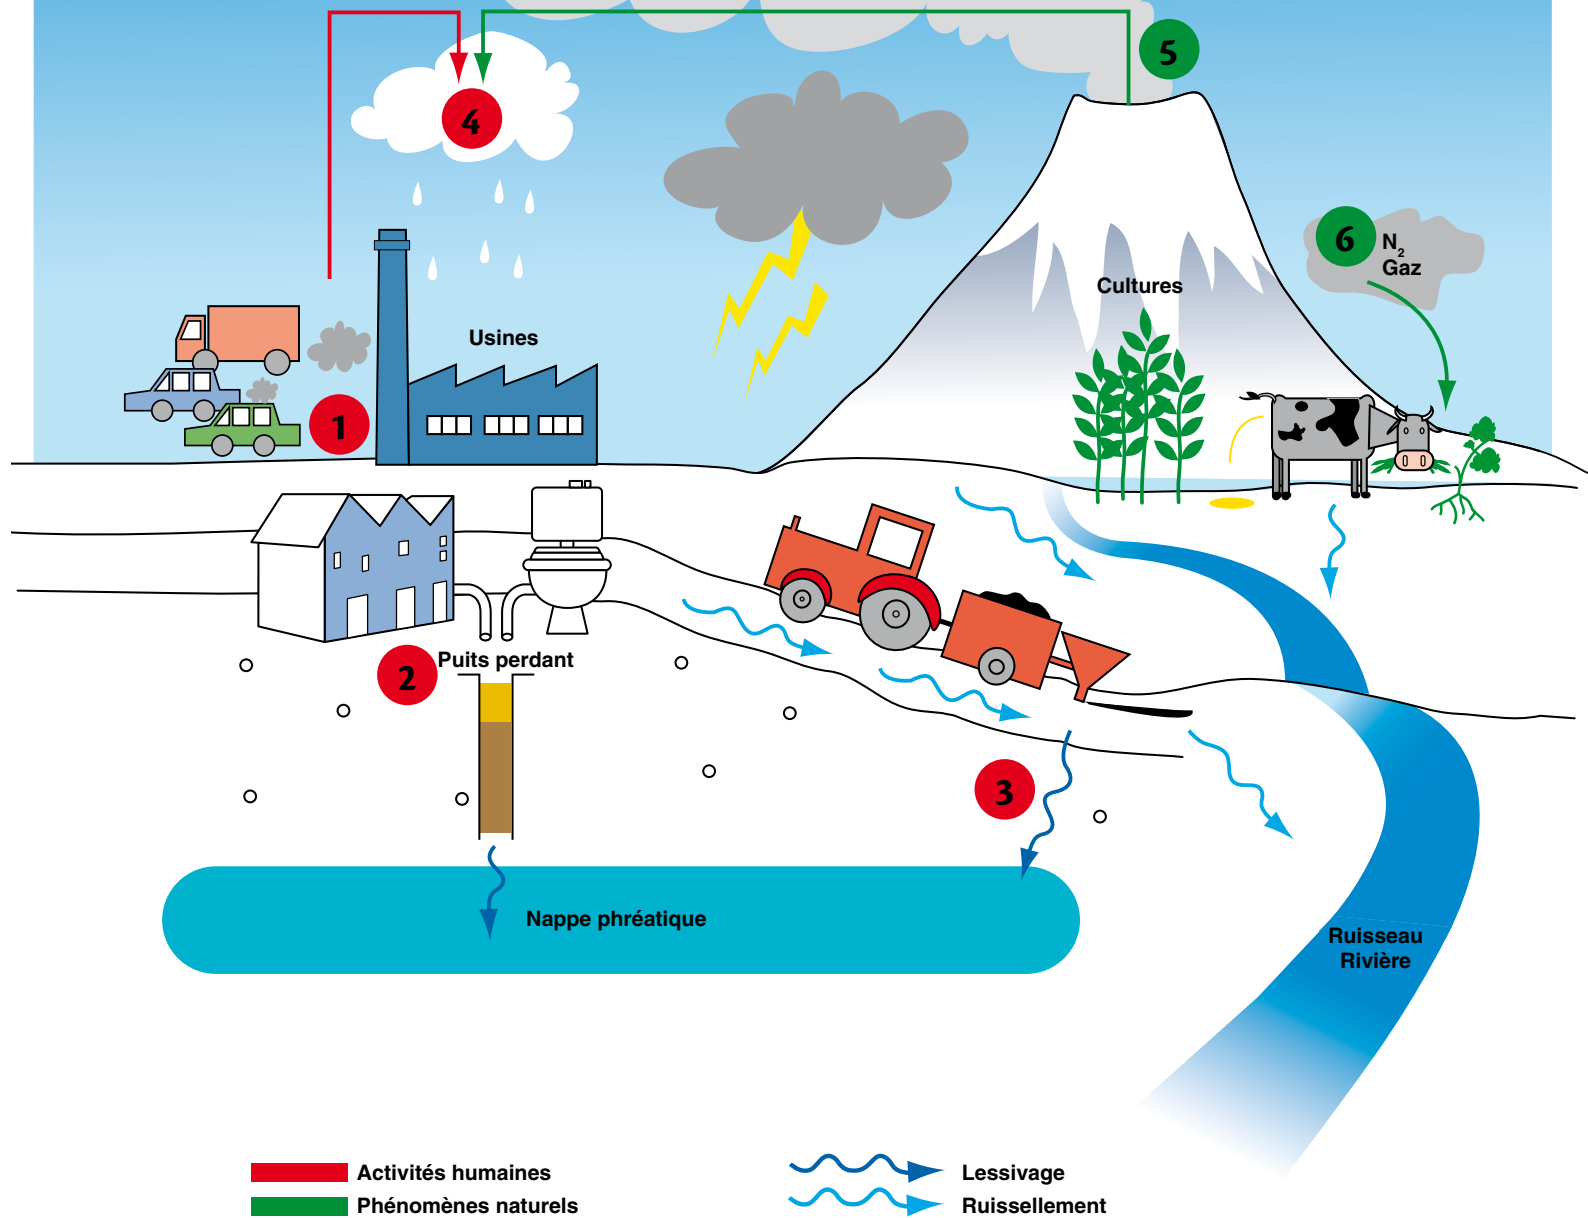 5
4
6
N2
Gaz
Cultures
Usines
1
2
Puits perdant
3
Nappe phréatique
Ruisseau
Rivière
Activités humaines
Phénomènes naturels
Lessivage
Ruissellement